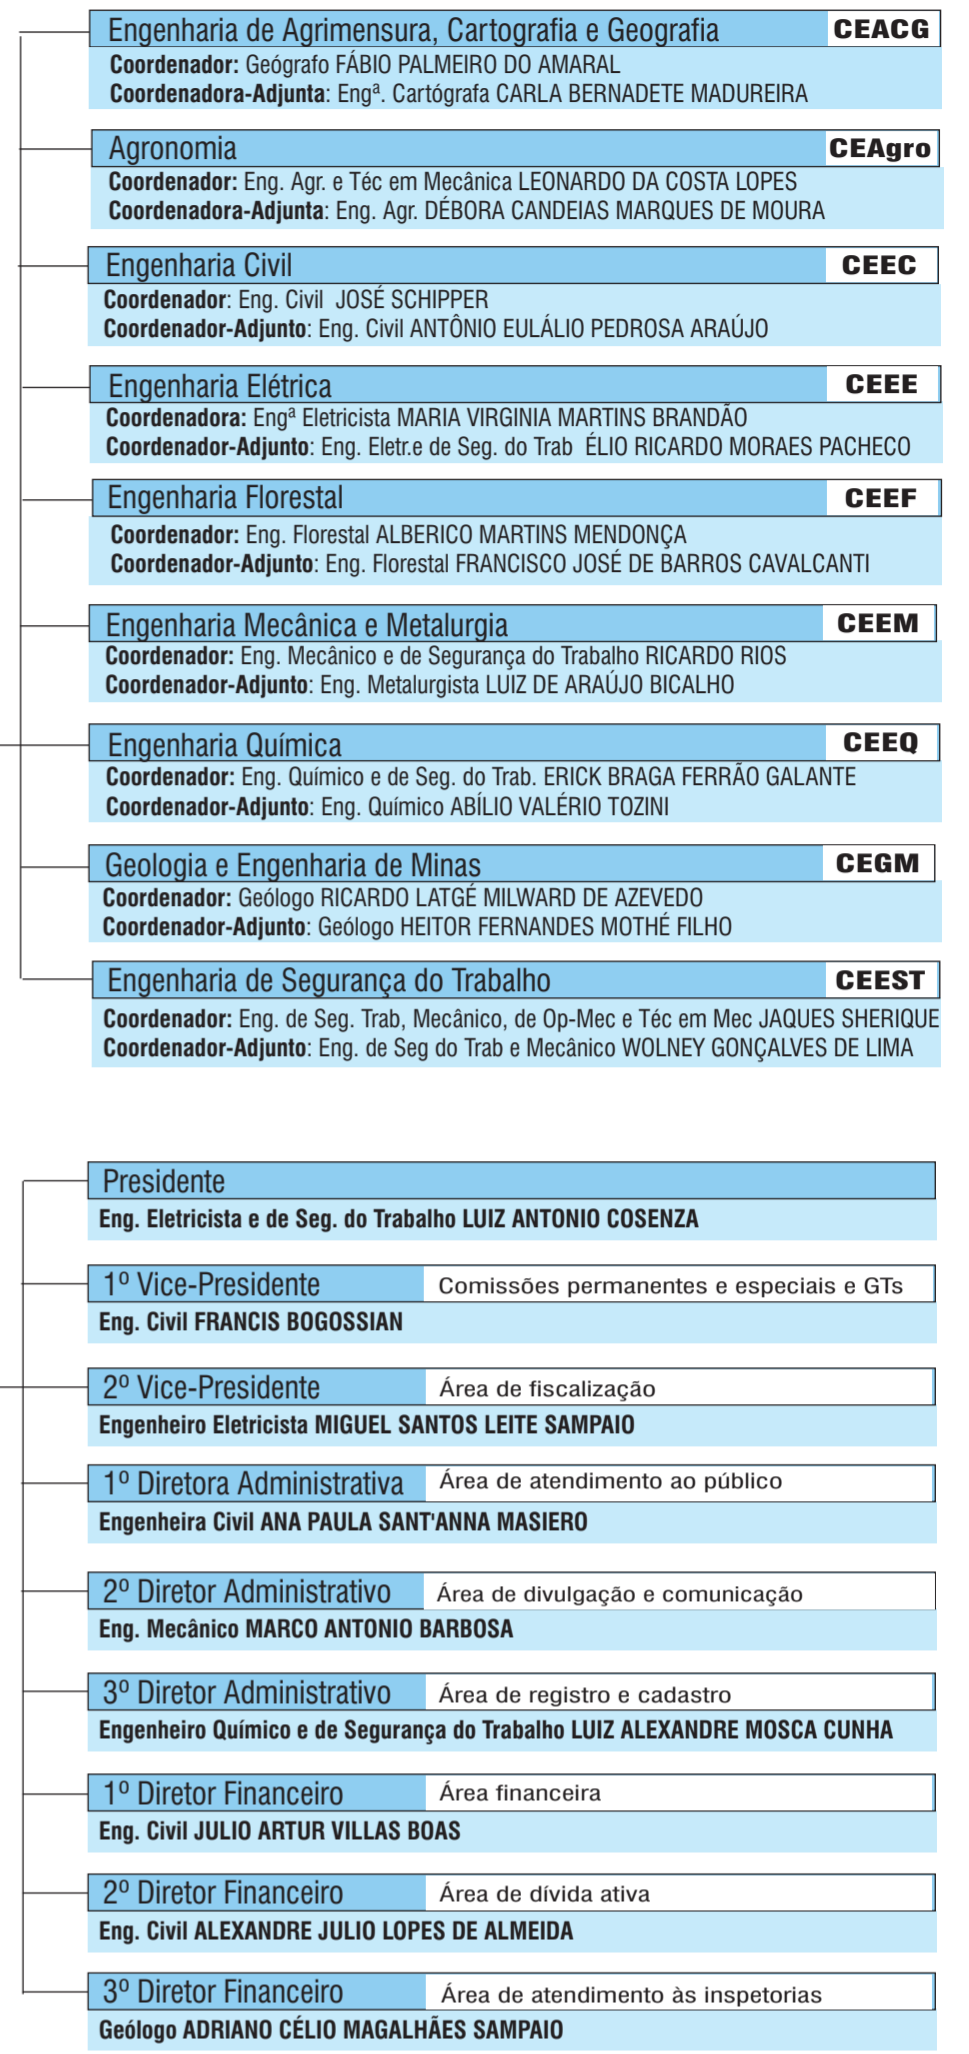 Engenharia de Agrimensura, Cartografia e Geografia CEACG
Coordenador: Geógrafo FÁBIO PALMEIRO DO AMARAL
Coordenadora-Adjunta: Engª. Cartógrafa CARLA BERNADETE MADUREIRA
Agronomia CEAgro
Coordenador: Eng. Agr. e Téc em Mecânica LEONARDO DA COSTA LOPES
Coordenadora-Adjunta: Eng. Agr. DÉBORA CANDEIAS MARQUES DE MOURA
Engenharia Civil CEEC
Coordenador: Eng. Civil JOSÉ SCHIPPER
Coordenador-Adjunto: Eng. Civil ANTÔNIO EULÁLIO PEDROSA ARAÚJO
Engenharia Elétrica CEEE
Coordenadora: Engª Eletricista MARIA VIRGINIA MARTINS BRANDÃO
Coordenador-Adjunto: Eng. Eletr.e de Seg. do Trab ÉLIO RICARDO MORAES PACHECO
Engenharia Florestal CEEF
Coordenador: Eng. Florestal ALBERICO MARTINS MENDONÇA
Coordenador-Adjunto: Eng. Florestal FRANCISCO JOSÉ DE BARROS CAVALCANTI
Engenharia Mecânica e Metalurgia CEEM
Coordenador: Eng. Mecânico e de Segurança do Trabalho RICARDO RIOS
Coordenador-Adjunto: Eng. Metalurgista LUIZ DE ARAÚJO BICALHO
Engenharia Química CEEQ
Coordenador: Eng. Químico e de Seg. do Trab. ERICK BRAGA FERRÃO GALANTE
Coordenador-Adjunto: Eng. Químico ABÍLIO VALÉRIO TOZINI
Geologia e Engenharia de Minas CEGM
Coordenador: Geólogo RICARDO LATGÉ MILWARD DE AZEVEDO
Coordenador-Adjunto: Geólogo HEITOR FERNANDES MOTHÉ FILHO
Engenharia de Segurança do Trabalho CEEST
Coordenador: Eng. de Seg. Trab, Mecânico, de Op-Mec e Téc em Mec JAQUES SHERIQUE
Coordenador-Adjunto: Eng. de Seg do Trab e Mecânico WOLNEY GONÇALVES DE LIMA
Presidente
Eng. Eletricista e de Seg. do Trabalho LUIZ ANTONIO COSENZA
1º Vice-Presidente Comissões permanentes e especiais e GTs
Eng. Civil FRANCIS BOGOSSIAN
2º Vice-Presidente Área de fiscalização
Engenheiro Eletricista MIGUEL SANTOS LEITE SAMPAIO
1º Diretora Administrativa Área de atendimento ao público
Engenheira Civil ANA PAULA SANT'ANNA MASIERO
2º Diretor Administrativo Área de divulgação e comunicação
Eng. Mecânico MARCO ANTONIO BARBOSA
3º Diretor Administrativo Área de registro e cadastro
Engenheiro Químico e de Segurança do Trabalho LUIZ ALEXANDRE MOSCA CUNHA
1º Diretor Financeiro Área financeira
Eng. Civil JULIO ARTUR VILLAS BOAS
2º Diretor Financeiro Área de dívida ativa
Eng. Civil ALEXANDRE JULIO LOPES DE ALMEIDA
3º Diretor Financeiro Área de atendimento às inspetorias
Geólogo ADRIANO CÉLIO MAGALHÃES SAMPAIO